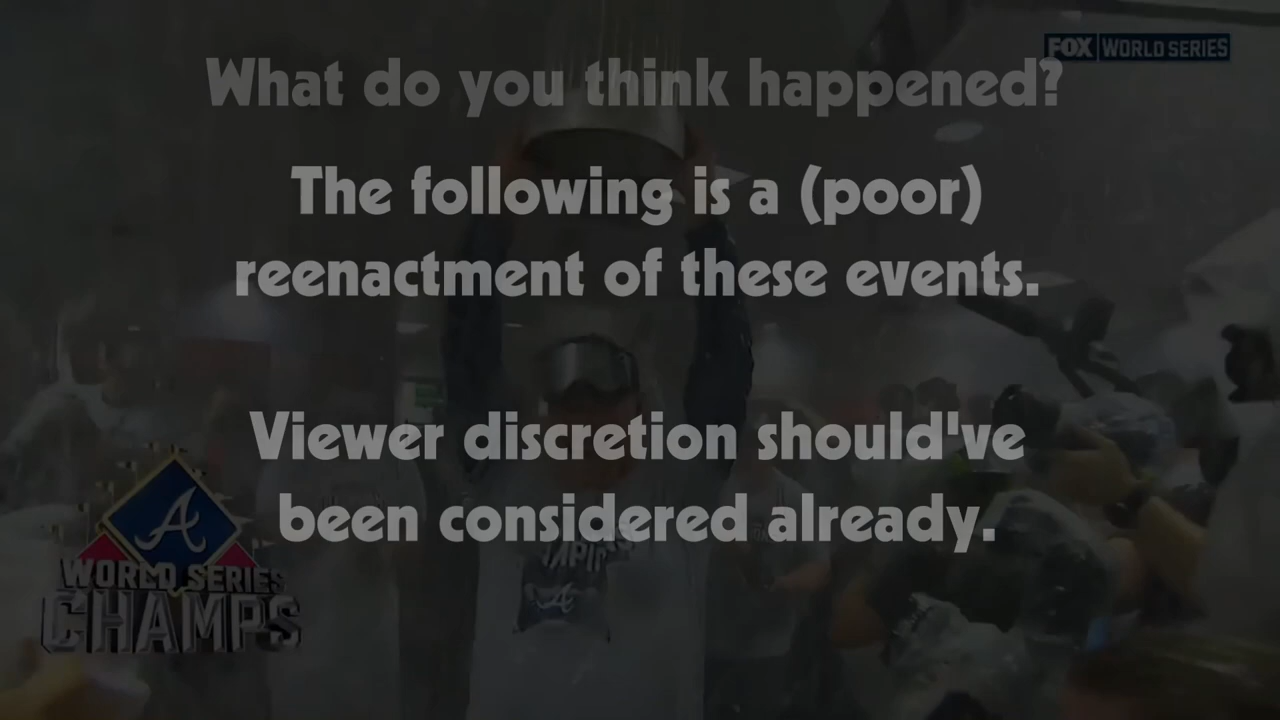 FOX WORLD SERIES
What do you think happened?
The following is a (poor)
reenactment of these events.
Viewer discretion should've
been considered already.
A
WORLD SERIES
CHAMPS
A